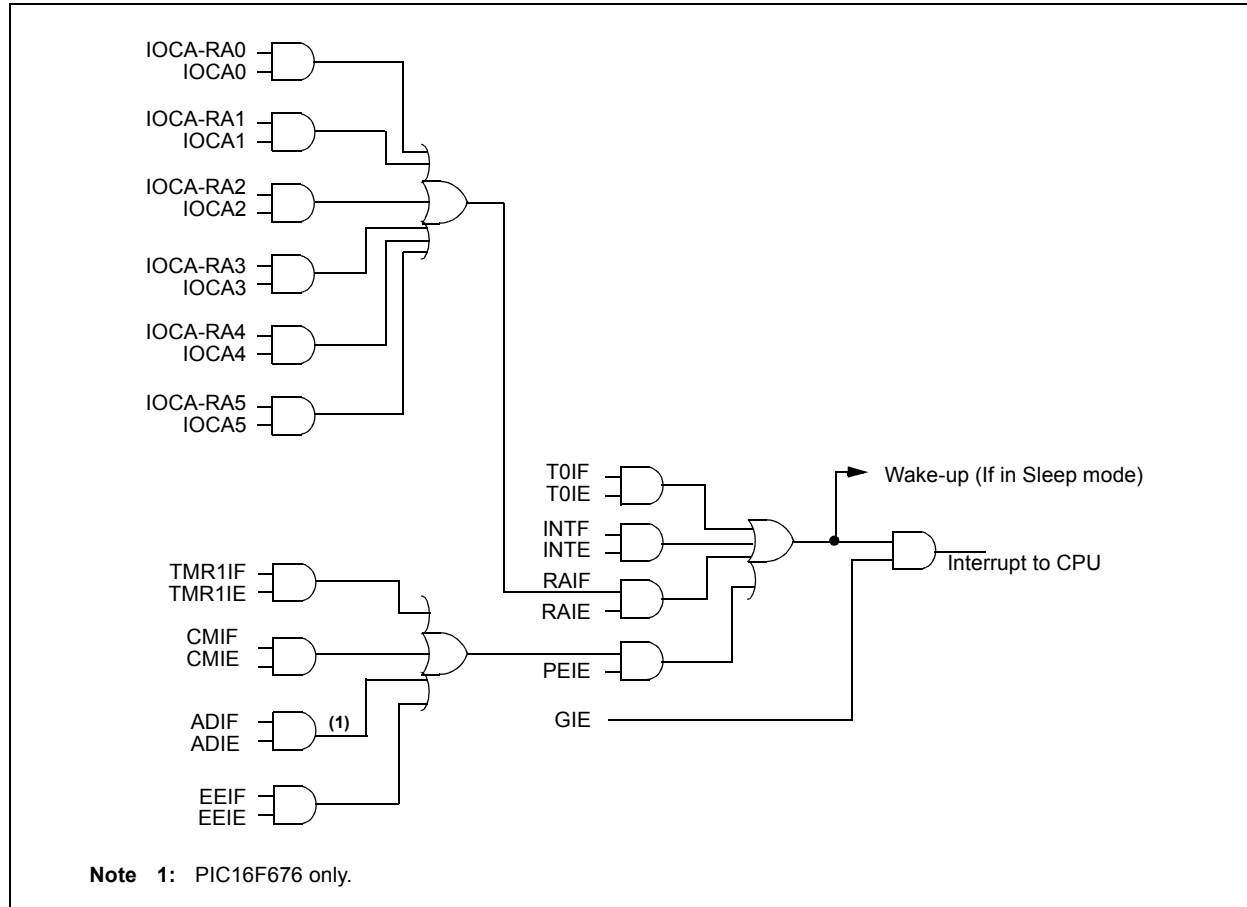 IOCA-RA0
IOCA0
IOCA-RA1
IOCA1
IOCA-RA2
IOCA2
IOCA-RA3
IOCA3
IOCA-RA4
IOCA4
IOCA-RA5
IOCA5
T0IF
T0IE
Wake-up (If in Sleep mode)
INTF
INTE
Interrupt to CPU
TMR1IF
TMR1IE
RAIF
RAIE
CMIF
CMIE
PEIE
ADIF
ADIE
(1)
GIE
EEIF
EEIE
Note 1: PIC16F676 only.